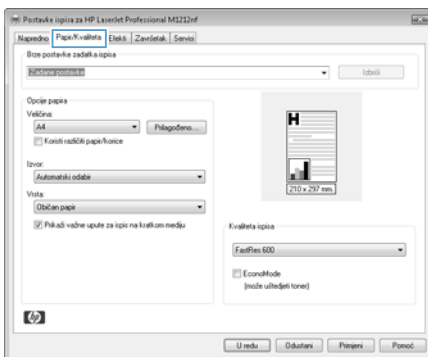 Postavke ispisa za HP LaserJet Professional M1212nf
Napredno Papir/Kvaliteta Efekti Završetak Servisi
Brze postavke zadatka ispisa
Zadane postavke
Izbriši
Opcije papira
Veličina:
A4
Prilagođeno...
Koristi različiti papir/korice
Izvor:
Automatski odabir
Vrsta:
Običan papir
Prikaži važne upute za ispis na kratkom mediju
H
210 x 297 mm
Kvaliteta ispisa
FastRes 600
EconoMode
(može uštedjeti toner)
hp
U redu Odustani Primijeni Pomoć